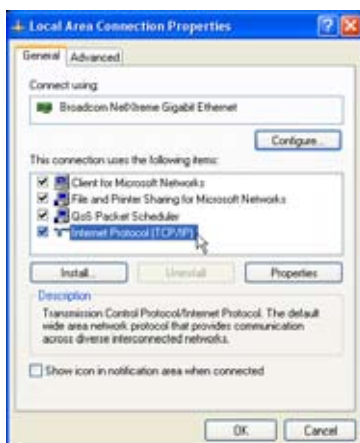 Local Area Connection Properties
General Advanced
Connect using:
Broadcom NetXtreme Gigabit Ethernet
Configure...
This connection uses the following items:
Client for Microsoft Networks
File and Printer Sharing for Microsoft Networks
QoS Packet Scheduler
Internet Protocol (TCP/IP)
Install... Uninstall Properties
Description
Transmission Control Protocol/Internet Protocol. The default
wide area network protocol that provides communication
across diverse interconnected networks.
Show icon in notification area when connected
OK Cancel